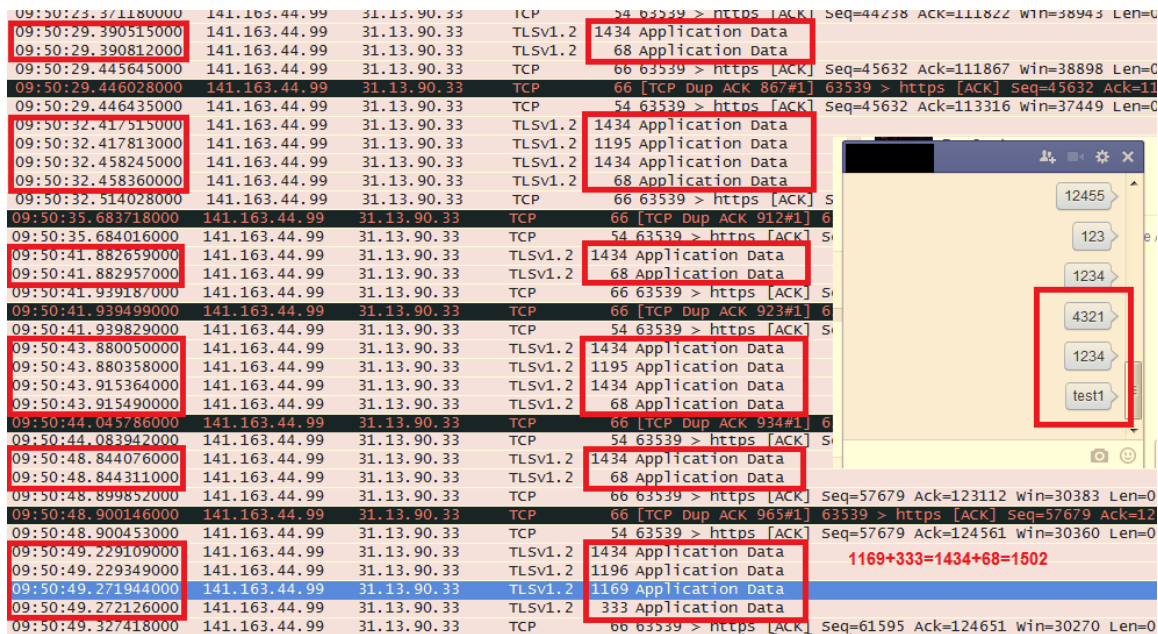 09:50:23.371180000 141.163.44.99 31.13.90.33 TCP 54 63539 > https [ACK] Seq=44238 Ack=111822 Win=38943 Len=0
09:50:29.390515000 141.163.44.99 31.13.90.33 TLSv1.2 1434 Application Data
09:50:29.390812000 141.163.44.99 31.13.90.33 TLSv1.2 68 Application Data
09:50:29.445645000 141.163.44.99 31.13.90.33 TCP 66 63539 > https [ACK] Seq=45632 Ack=111867 Win=38898 Len=0
09:50:29.446028000 141.163.44.99 31.13.90.33 TCP 66 [TCP Dup ACK 867#1] 63539 > https [ACK] Seq=45632 Ack=11
09:50:29.446435000 141.163.44.99 31.13.90.33 TCP 54 63539 > https [ACK] Seq=45632 Ack=113316 Win=37449 Len=0
09:50:32.417515000 141.163.44.99 31.13.90.33 TLSv1.2 1434 Application Data
09:50:32.417813000 141.163.44.99 31.13.90.33 TLSv1.2 1195 Application Data
09:50:32.458245000 141.163.44.99 31.13.90.33 TLSv1.2 1434 Application Data
09:50:32.458360000 141.163.44.99 31.13.90.33 TLSv1.2 68 Application Data
09:50:32.514028000 141.163.44.99 31.13.90.33 TCP 66 63539 > https [ACK] S
09:50:35.683718000 141.163.44.99 31.13.90.33 TCP 66 [TCP Dup ACK 912#1] 6
09:50:35.684016000 141.163.44.99 31.13.90.33 TCP 54 63539 > https [ACK] Se
09:50:41.882659000 141.163.44.99 31.13.90.33 TLSv1.2 1434 Application Data
09:50:41.882957000 141.163.44.99 31.13.90.33 TLSv1.2 68 Application Data
09:50:41.939187000 141.163.44.99 31.13.90.33 TCP 66 63539 > https [ACK] Se
09:50:41.939499000 141.163.44.99 31.13.90.33 TCP 66 [TCP Dup ACK 923#1] 6
09:50:41.939829000 141.163.44.99 31.13.90.33 TCP 54 63539 > https [ACK] Se
09:50:43.880050000 141.163.44.99 31.13.90.33 TLSv1.2 1434 Application Data
09:50:43.880358000 141.163.44.99 31.13.90.33 TLSv1.2 1195 Application Data
09:50:43.915364000 141.163.44.99 31.13.90.33 TLSv1.2 1434 Application Data
09:50:43.915490000 141.163.44.99 31.13.90.33 TLSv1.2 68 Application Data
09:50:44.045786000 141.163.44.99 31.13.90.33 TCP 66 [TCP Dup ACK 934#1] 6
09:50:44.083942000 141.163.44.99 31.13.90.33 TCP 54 63539 > https [ACK] Se
09:50:48.844076000 141.163.44.99 31.13.90.33 TLSv1.2 1434 Application Data
09:50:48.844311000 141.163.44.99 31.13.90.33 TLSv1.2 68 Application Data
09:50:48.899852000 141.163.44.99 31.13.90.33 TCP 66 63539 > https [ACK] Seq=57679 Ack=123112 Win=30383 Len=0
09:50:48.900146000 141.163.44.99 31.13.90.33 TCP 66 [TCP Dup ACK 965#1] 63539 > https [ACK] Seq=57679 Ack=12
09:50:48.900453000 141.163.44.99 31.13.90.33 TCP 54 63539 > https [ACK] Seq=57679 Ack=124561 Win=30360 Len=0
09:50:49.229109000 141.163.44.99 31.13.90.33 TLSv1.2 1434 Application Data
09:50:49.229349000 141.163.44.99 31.13.90.33 TLSv1.2 1196 Application Data
09:50:49.271944000 141.163.44.99 31.13.90.33 TLSv1.2 1169 Application Data
09:50:49.272126000 141.163.44.99 31.13.90.33 TLSv1.2 333 Application Data
09:50:49.327418000 141.163.44.99 31.13.90.33 TCP 66 63539 > https [ACK] Seq=61595 Ack=124651 Win=30270 Len=0
12455
123
1234
4321
1234
test1
1169+333=1434+68=1502